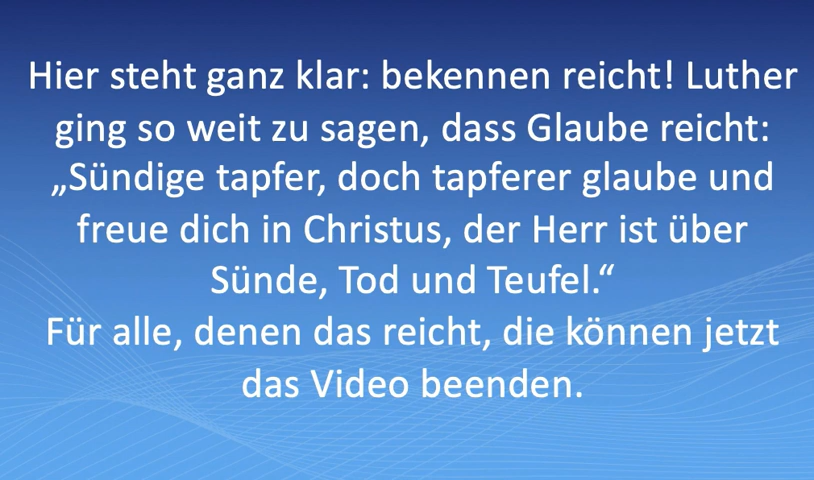 Hier steht ganz klar: bekennen reicht! Luther
ging so weit zu sagen, dass Glaube reicht:
„Sündige tapfer, doch tapferer glaube und
freue dich in Christus, der Herr ist über
Sünde, Tod und Teufel.“
Für alle, denen das reicht, die können jetzt
das Video beenden.